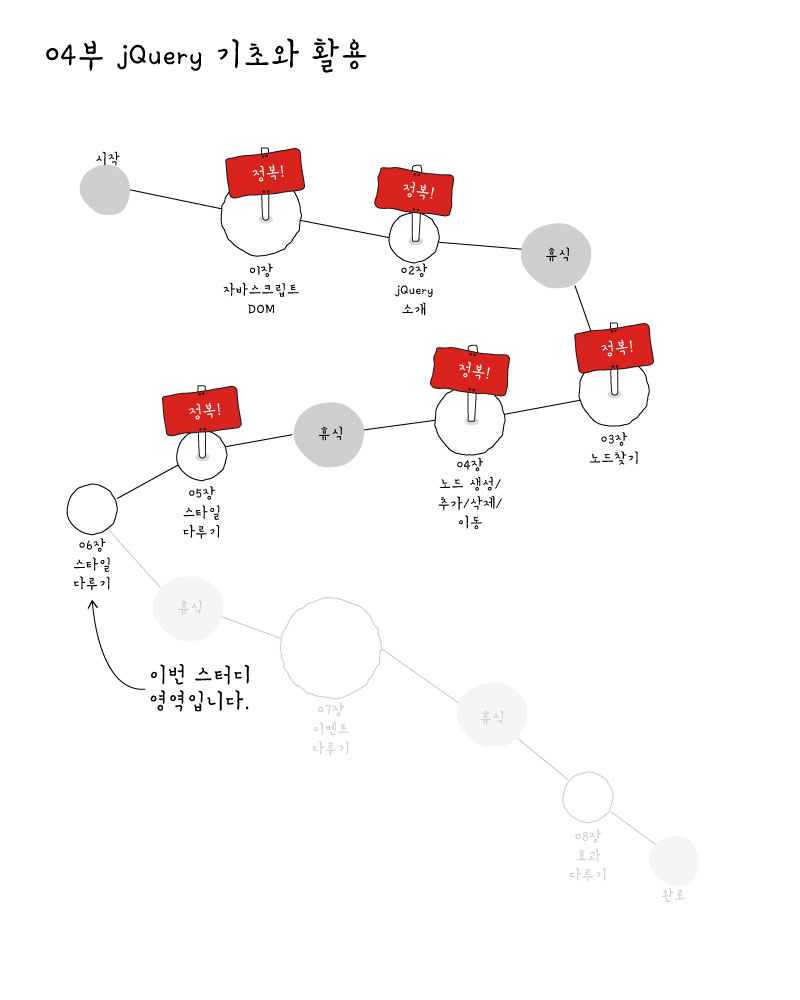 04부 jQuery 기초와 활용
시작
정복!
01장
자바스크립트
DOM
정복!
02장
jQuery
소개
휴식
정복!
03장
노드찾기
정복!
04장
노드 생성/
추가/삭제/
이동
휴식
정복!
05장
스타일
다루기
06장
스타일
다루기
이번 스터디
영역입니다.
휴식
07장
이벤트
다루기
휴식
08장
효과
다루기
완료